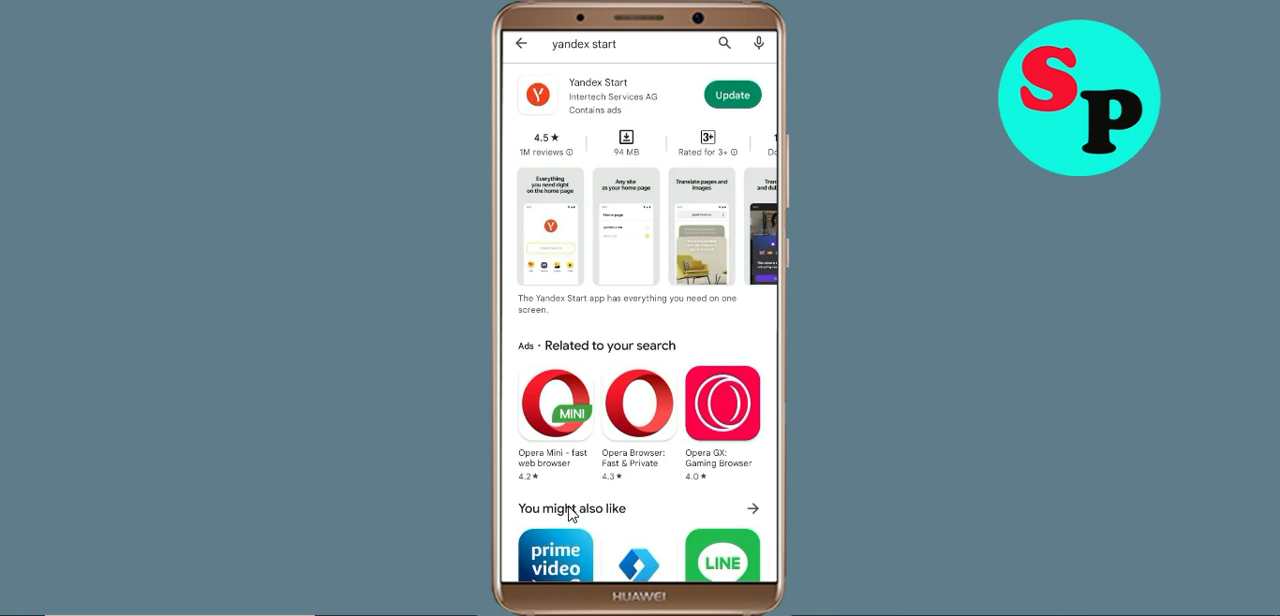 yandex start
Yandex Start
Intertech Services AG
Contains ads
Update
4.5 ★
1M reviews
94 MB
3+
Rated for 3+
Everything
you need right
on the home page
Any site
as your home page
Home page
Translate pages and
images
The Yandex Start app has everything you need on one
screen.
Ads · Related to your search
MINI
Opera Mini - fast
web browser
4.2 ★
Opera Browser:
Fast & Private
4.3 ★
Opera GX:
Gaming Browser
4.0 ★
You might also like
prime
video
LINE
HUAWEI
SP